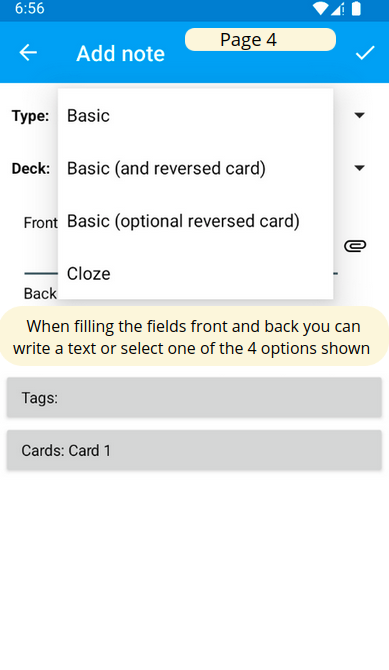 6:56
Page 4
Add note
Type:
Basic
Deck:
Basic (and reversed card)
Front
Basic (optional reversed card)
Cloze
Back
When filling the fields front and back you can
write a text or select one of the 4 options shown
Tags:
Cards: Card 1